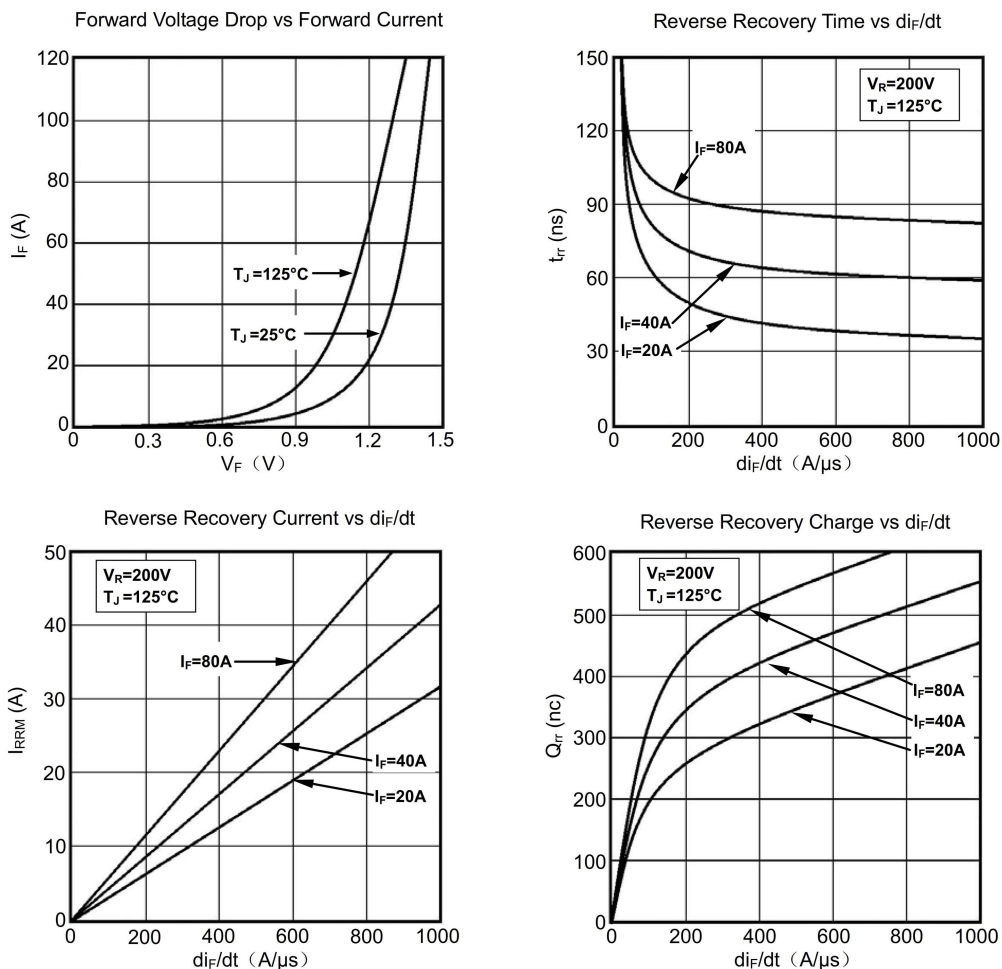 Forward Voltage Drop vs Forward Current
120
100
80
60
40
20
0
I_F (A)
T_J=125°C
T_J=25°C
0 0.3 0.6 0.9 1.2 1.5
V_F (V)
Reverse Recovery Time vs di_F/dt
150
120
90
60
30
0
t_rr (ns)
V_R=200V
T_J=125°C
I_F=80A
I_F=40A
I_F=20A
0 200 400 600 800 1000
di_F/dt (A/μs)
Reverse Recovery Current vs di_F/dt
50
40
30
20
10
0
I_RRM (A)
V_R=200V
T_J=125°C
I_F=80A
I_F=40A
I_F=20A
0 200 400 600 800 1000
di_F/dt (A/μs)
Reverse Recovery Charge vs di_F/dt
600
500
400
300
200
100
0
Q_rr (nc)
V_R=200V
T_J=125°C
I_F=80A
I_F=40A
I_F=20A
0 200 400 600 800 1000
di_F/dt (A/μs)